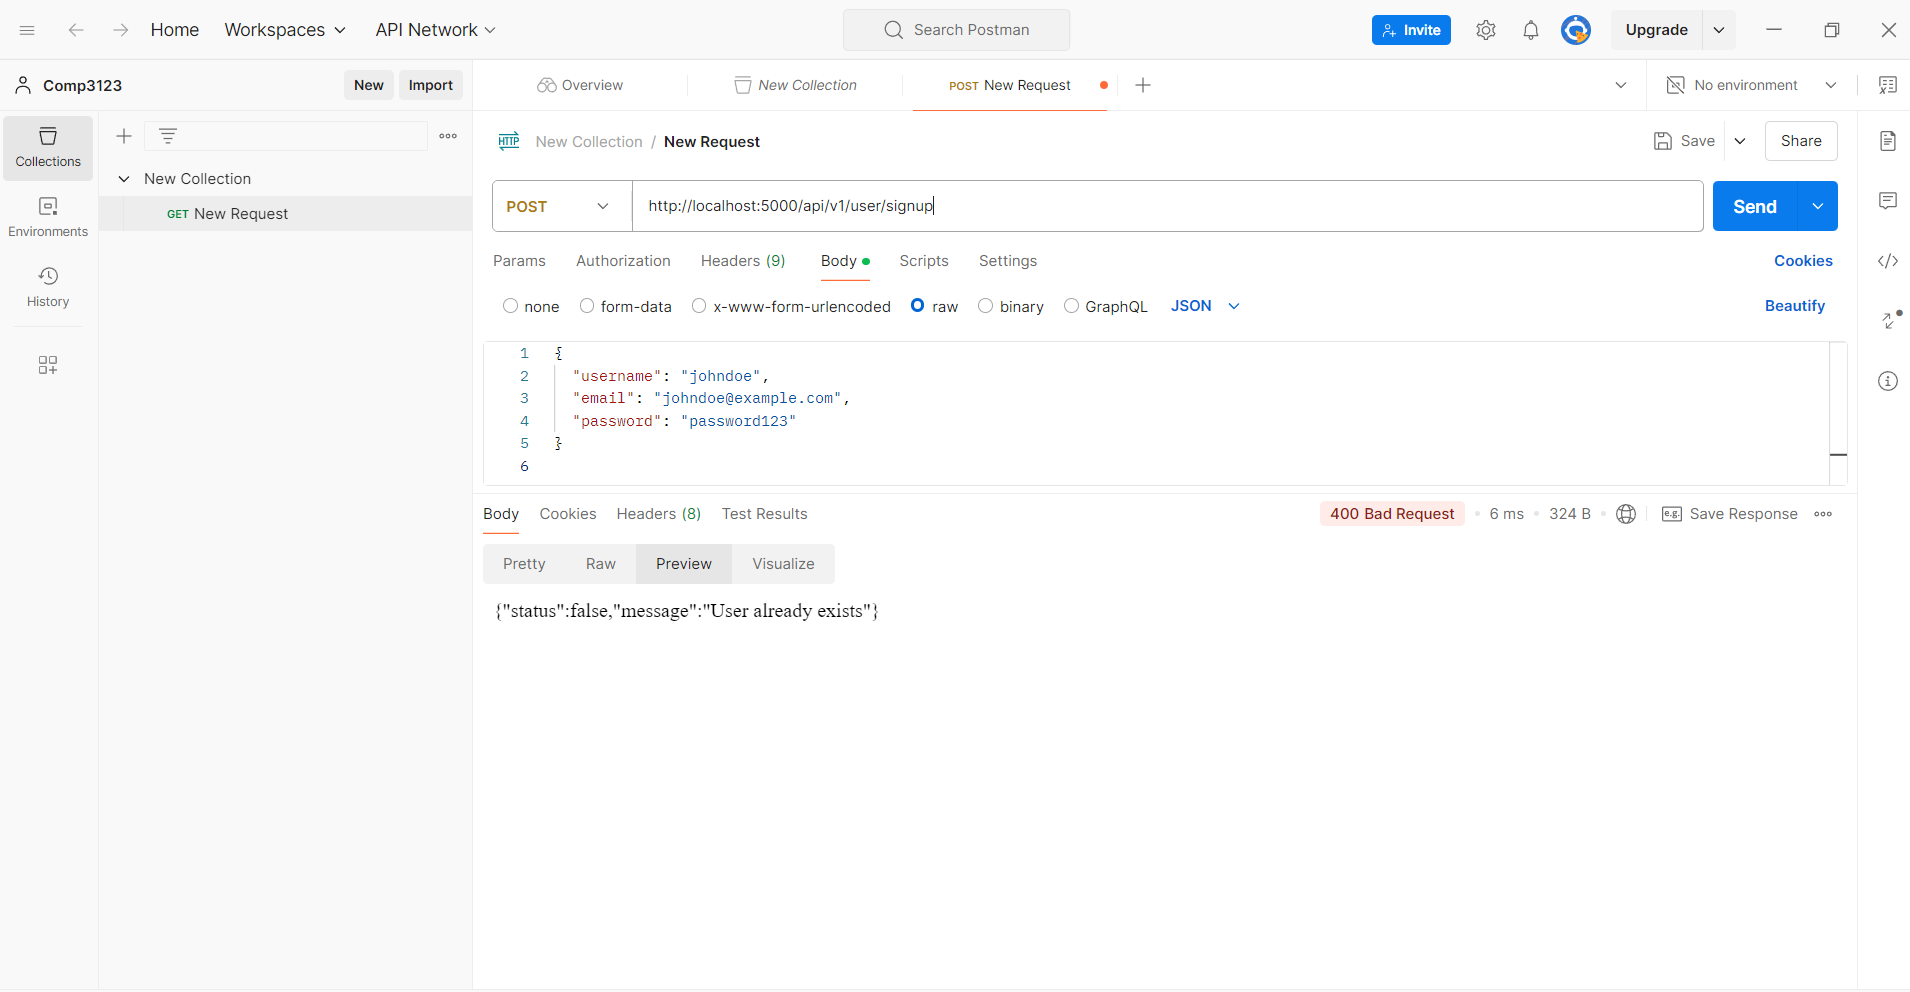 Home Workspaces API Network Search Postman Invite Upgrade
Comp3123 New Import Overview New Collection POST New Request No environment
Collections
Environments
History
New Collection
GET New Request
HTTP New Collection / New Request Save Share
POST http://localhost:5000/api/v1/user/signup Send
Params Authorization Headers (9) Body Scripts Settings Cookies
none form-data x-www-form-urlencoded raw binary GraphQL JSON Beautify
1 {
2 "username": "johndoe",
3 "email": "johndoe@example.com",
4 "password": "password123"
5 }
6
Body Cookies Headers (8) Test Results 400 Bad Request 6 ms 324 B e.g. Save Response
Pretty Raw Preview Visualize
{"status":false,"message":"User already exists"}